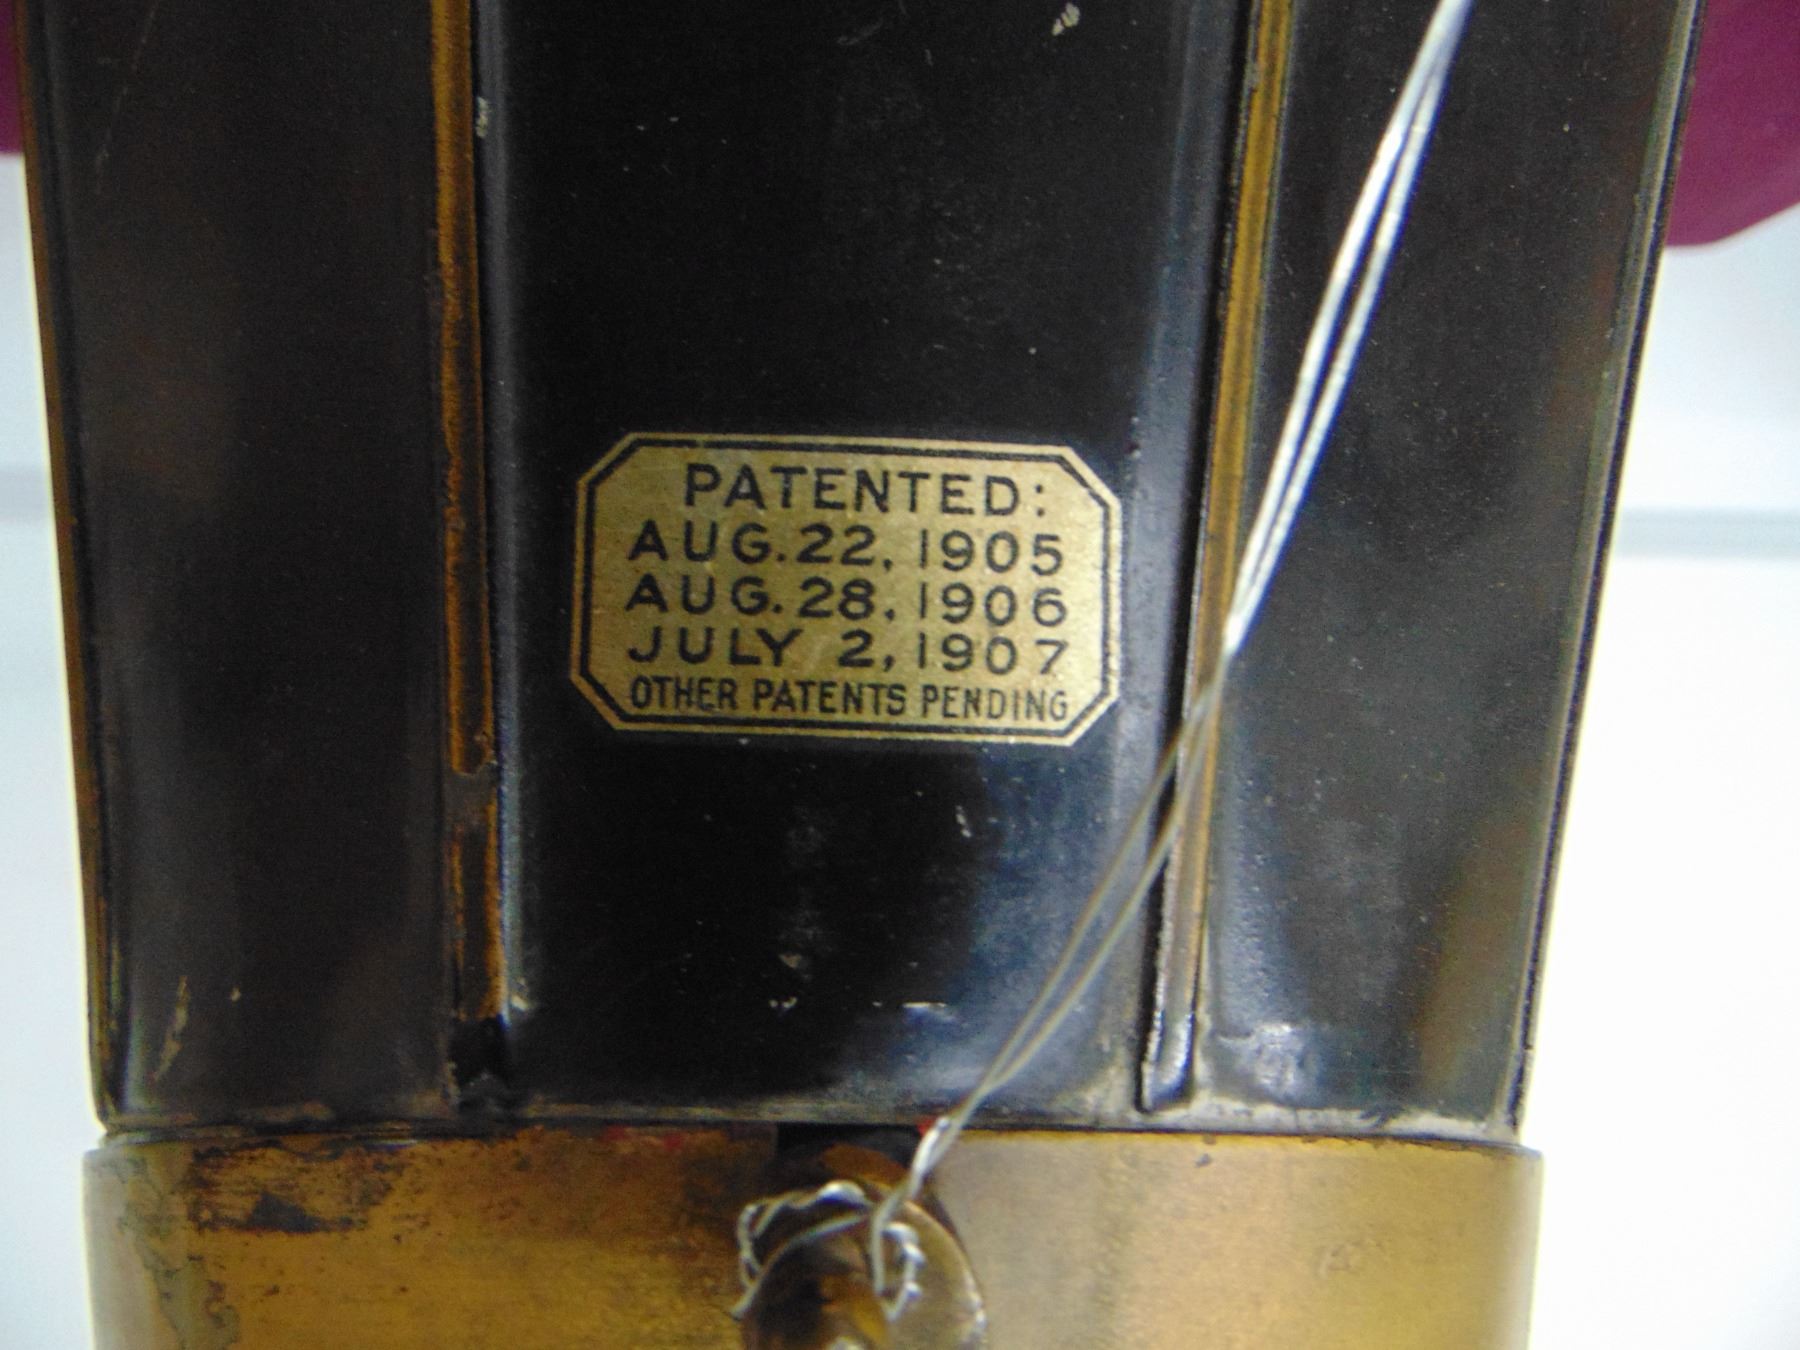 PATENTED:
AUG. 22, 1905
AUG. 28, 1906
JULY 2, 1907
OTHER PATENTS PENDING